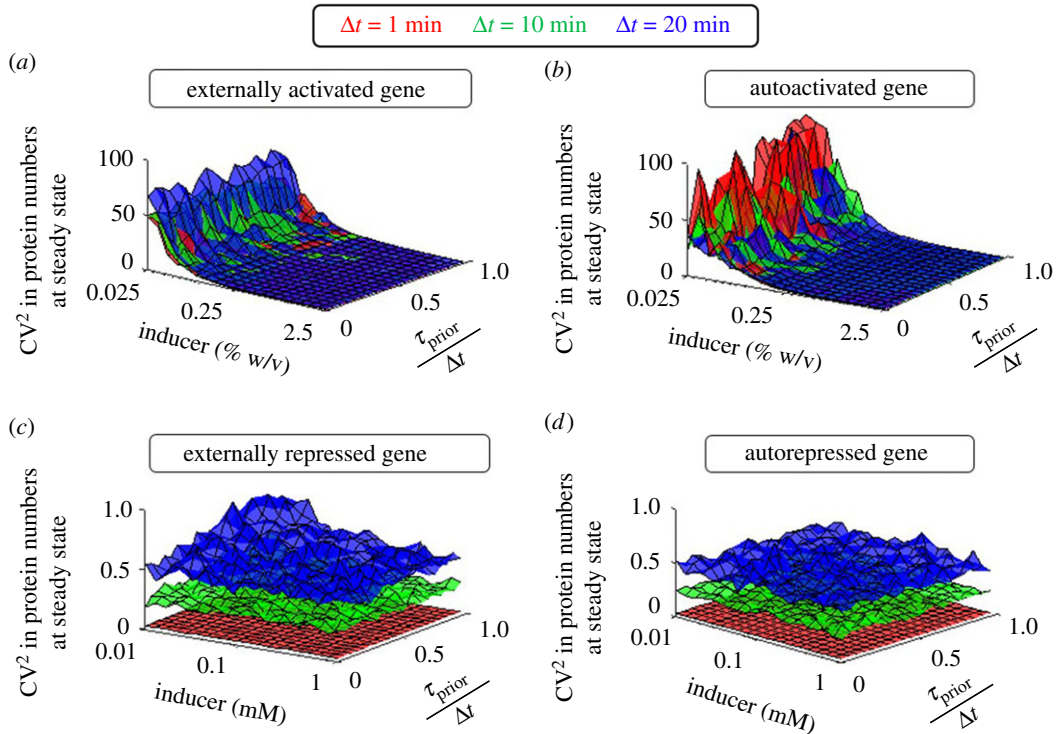 Δt = 1 min Δt = 10 min Δt = 20 min
(a)
externally activated gene
CV² in protein numbers
at steady state
100
50
0
0.025
0.25
2.5
inducer (% w/v)
0
0.5
1.0
τprior
Δt
(b)
autoactivated gene
CV² in protein numbers
at steady state
100
50
0
0.025
0.25
2.5
inducer (% w/v)
0
0.5
1.0
τprior
Δt
(c)
externally repressed gene
CV² in protein numbers
at steady state
1.0
0.5
0
0.01
0.1
1
inducer (mM)
0
0.5
1.0
τprior
Δt
(d)
autorepressed gene
CV² in protein numbers
at steady state
1.0
0.5
0
0.01
0.1
1
inducer (mM)
0
0.5
1.0
τprior
Δt